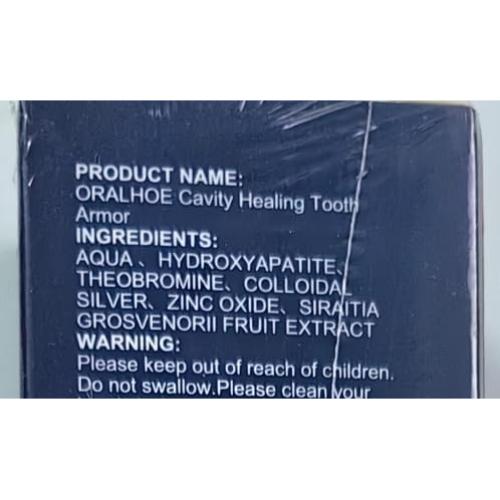 PRODUCT NAME:
ORALHOE Cavity Healing Tooth
Armor
INGREDIENTS:
AQUA 、HYDROXYAPATITE、
THEOBROMINE、COLLOIDAL
SILVER、ZINC OXIDE、SIRAITIA
GROSVENORII FRUIT EXTRACT
WARNING:
Please keep out of reach of children.
Do not swallow.Please clean your